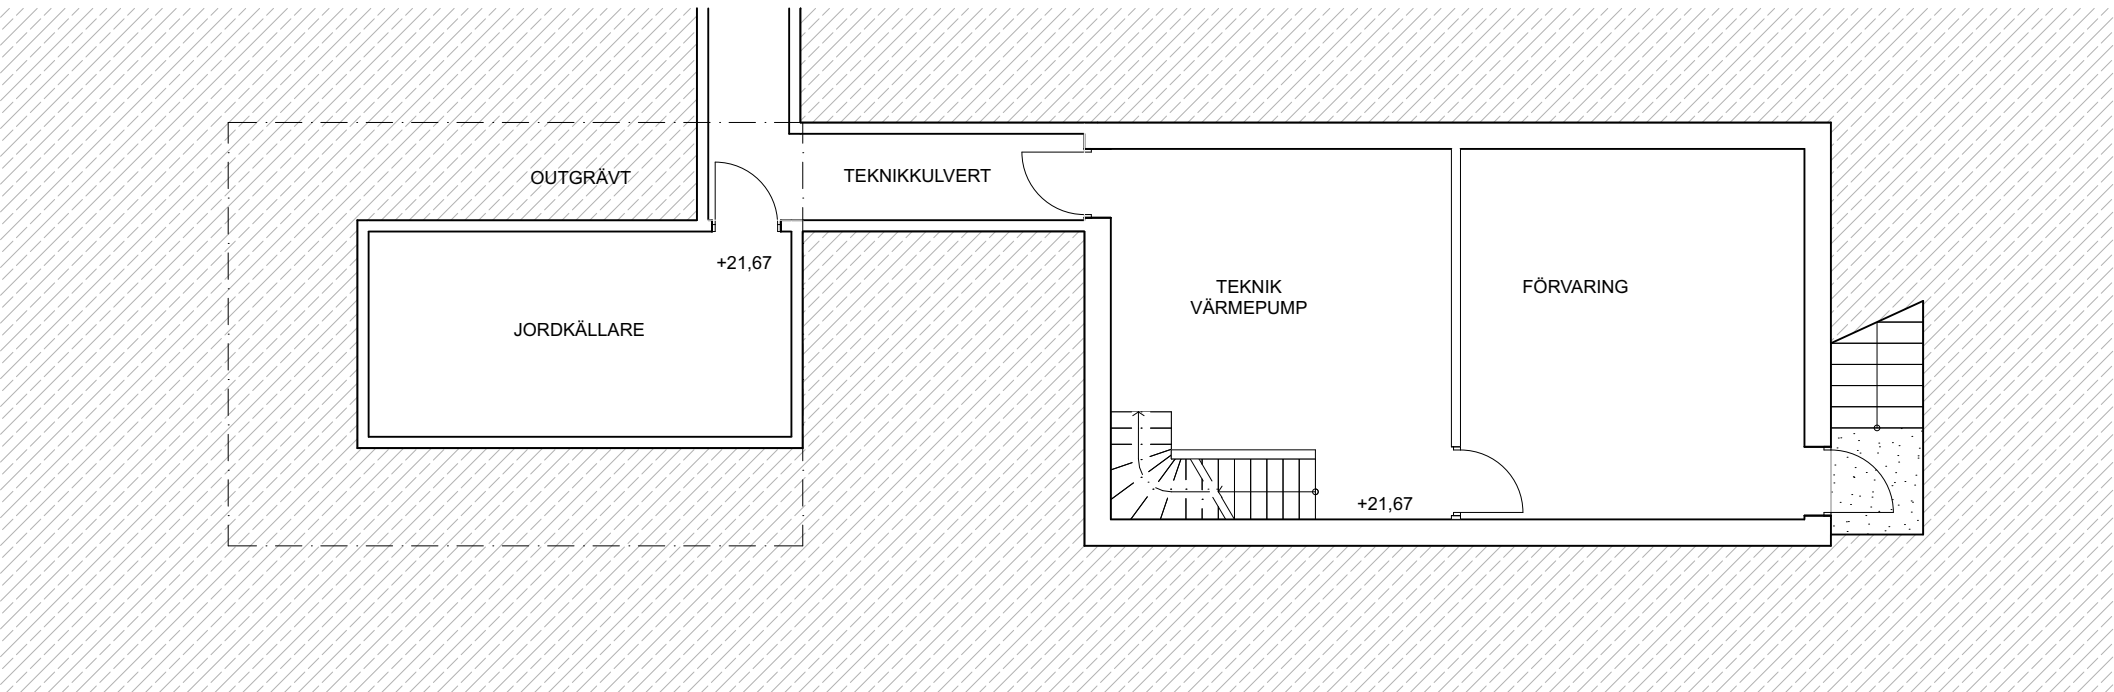 OUTGRÄVT
TEKNIKKULVERT
+21,67
JORDKÄLLARE
TEKNIK
VÄRMEPUMP
FÖRVARING
+21,67